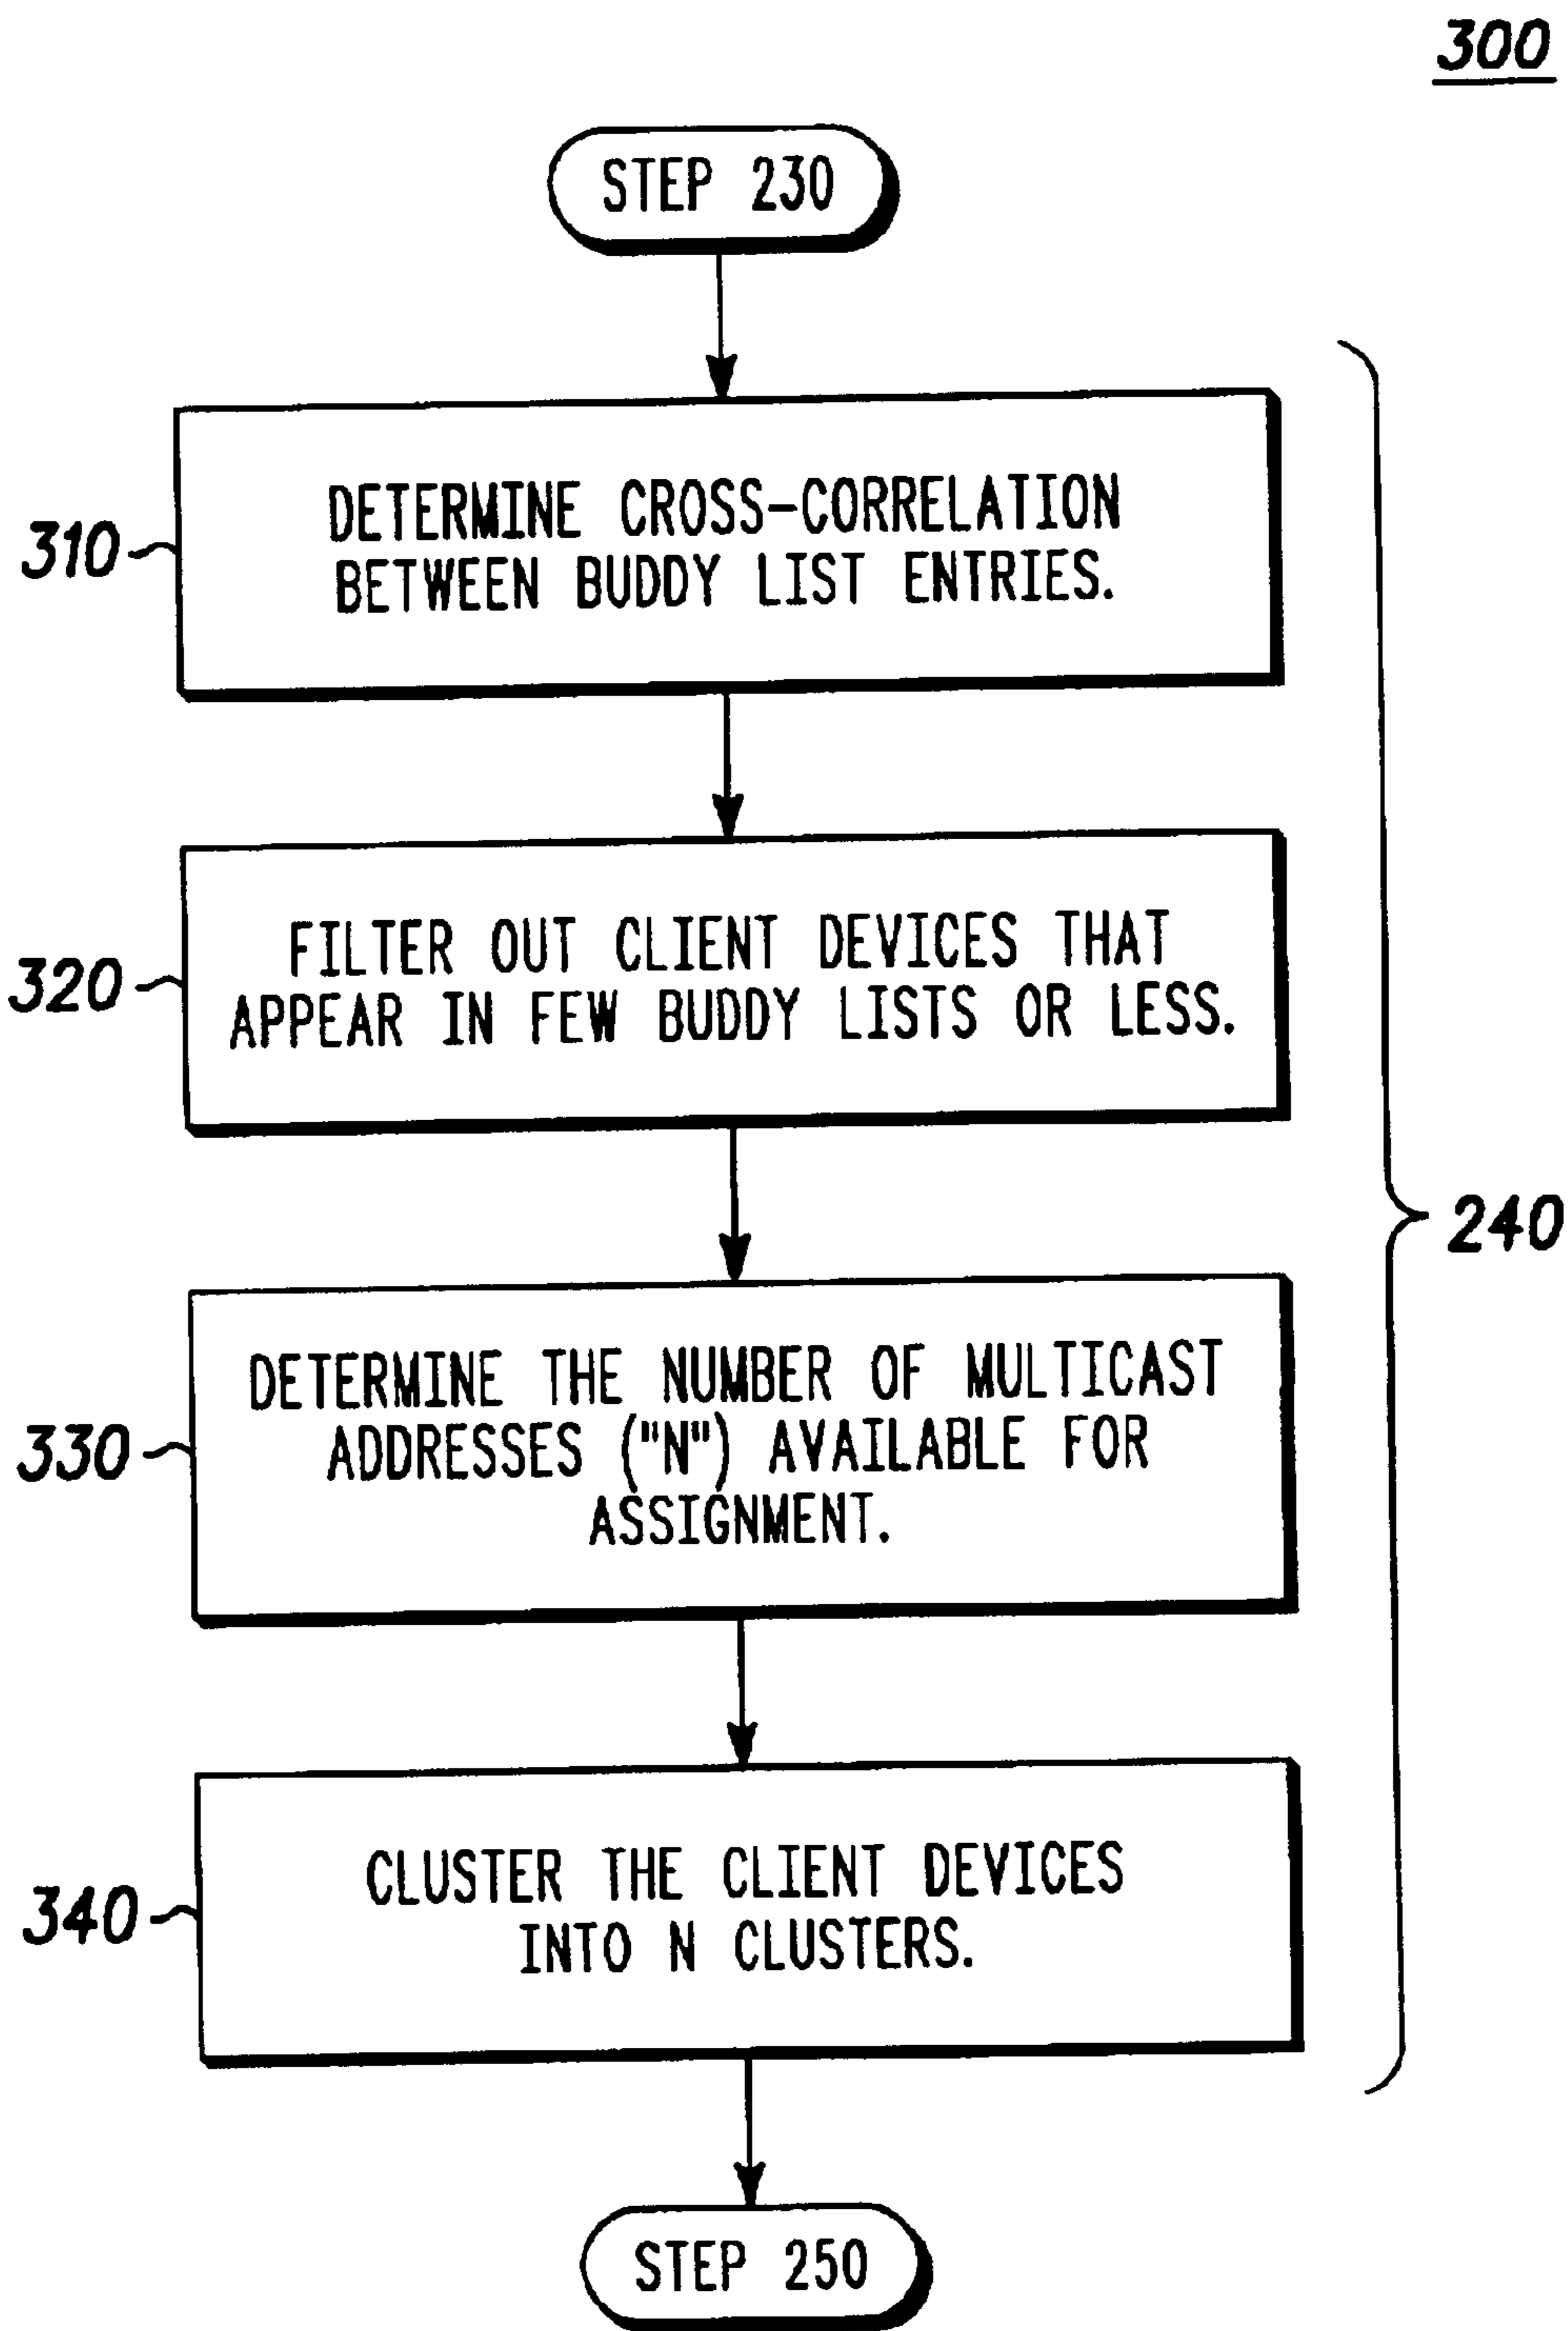 300
STEP 230
310
DETERMINE CROSS-CORRELATION
BETWEEN BUDDY LIST ENTRIES.
320
FILTER OUT CLIENT DEVICES THAT
APPEAR IN FEW BUDDY LISTS OR LESS.
240
330
DETERMINE THE NUMBER OF MULTICAST
ADDRESSES ("N") AVAILABLE FOR
ASSIGNMENT.
340
CLUSTER THE CLIENT DEVICES
INTO N CLUSTERS.
STEP 250